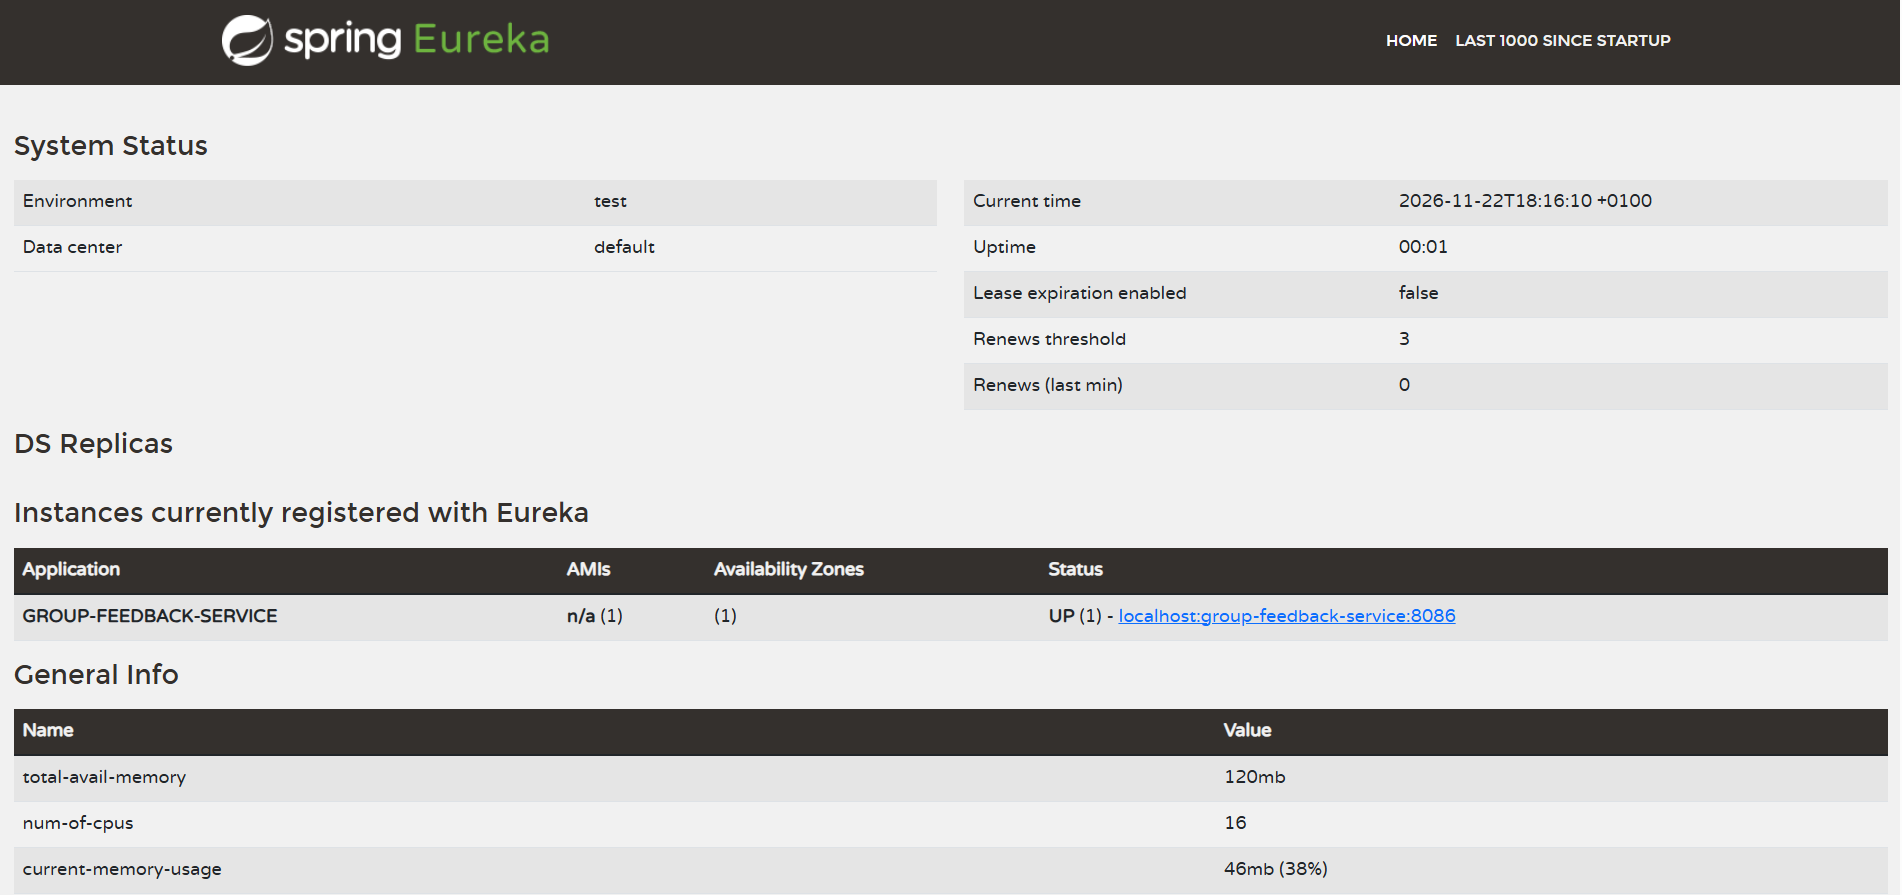 spring Eureka
HOME LAST 1000 SINCE STARTUP
System Status
Environment test
Data center default
Current time 2026-11-22T18:16:10 +0100
Uptime 00:01
Lease expiration enabled false
Renews threshold 3
Renews (last min) 0
DS Replicas
Instances currently registered with Eureka
Application AMIs Availability Zones Status
GROUP-FEEDBACK-SERVICE n/a (1) (1) UP (1) - localhost:group-feedback-service:8086
General Info
Name Value
total-avail-memory 120mb
num-of-cpus 16
current-memory-usage 46mb (38%)